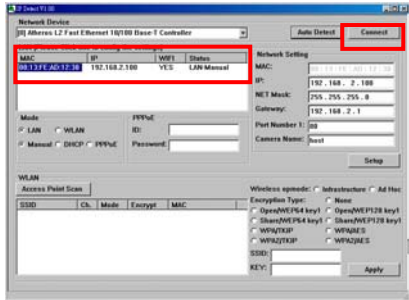 IP Detect V1.00
Network Device
[0] Atheros L2 Fast Ethernet 10/100 Base-T Controller
Auto Detect
Connect
MAC IP WIFI Status
00:13:FE:AD:12:36 192.168.2.100 YES LAN-Manual
Network Setting
MAC:
IP: 192.168. 2.100
NET Mask: 255.255.255.0
Gateway: 192.168.2.1
Port Number 1: 80
Camera Name: host
Setup
Mode
LAN WLAN
Manual DHCP PPPoE
PPPoE
ID:
Password:
WLAN
Access Point Scan
SSID Ch. Mode Encrypt MAC
Wireless opmode: Infrastructure Ad Hoc
Encryption Type: None
Open/WEP64 key1 Open/WEP128 key1
Share/WEP64 key1 Share/WEP128 key1
WPA/TKIP WPA/AES
WPA2/TKIP WPA2/AES
SSID:
KEY:
Apply